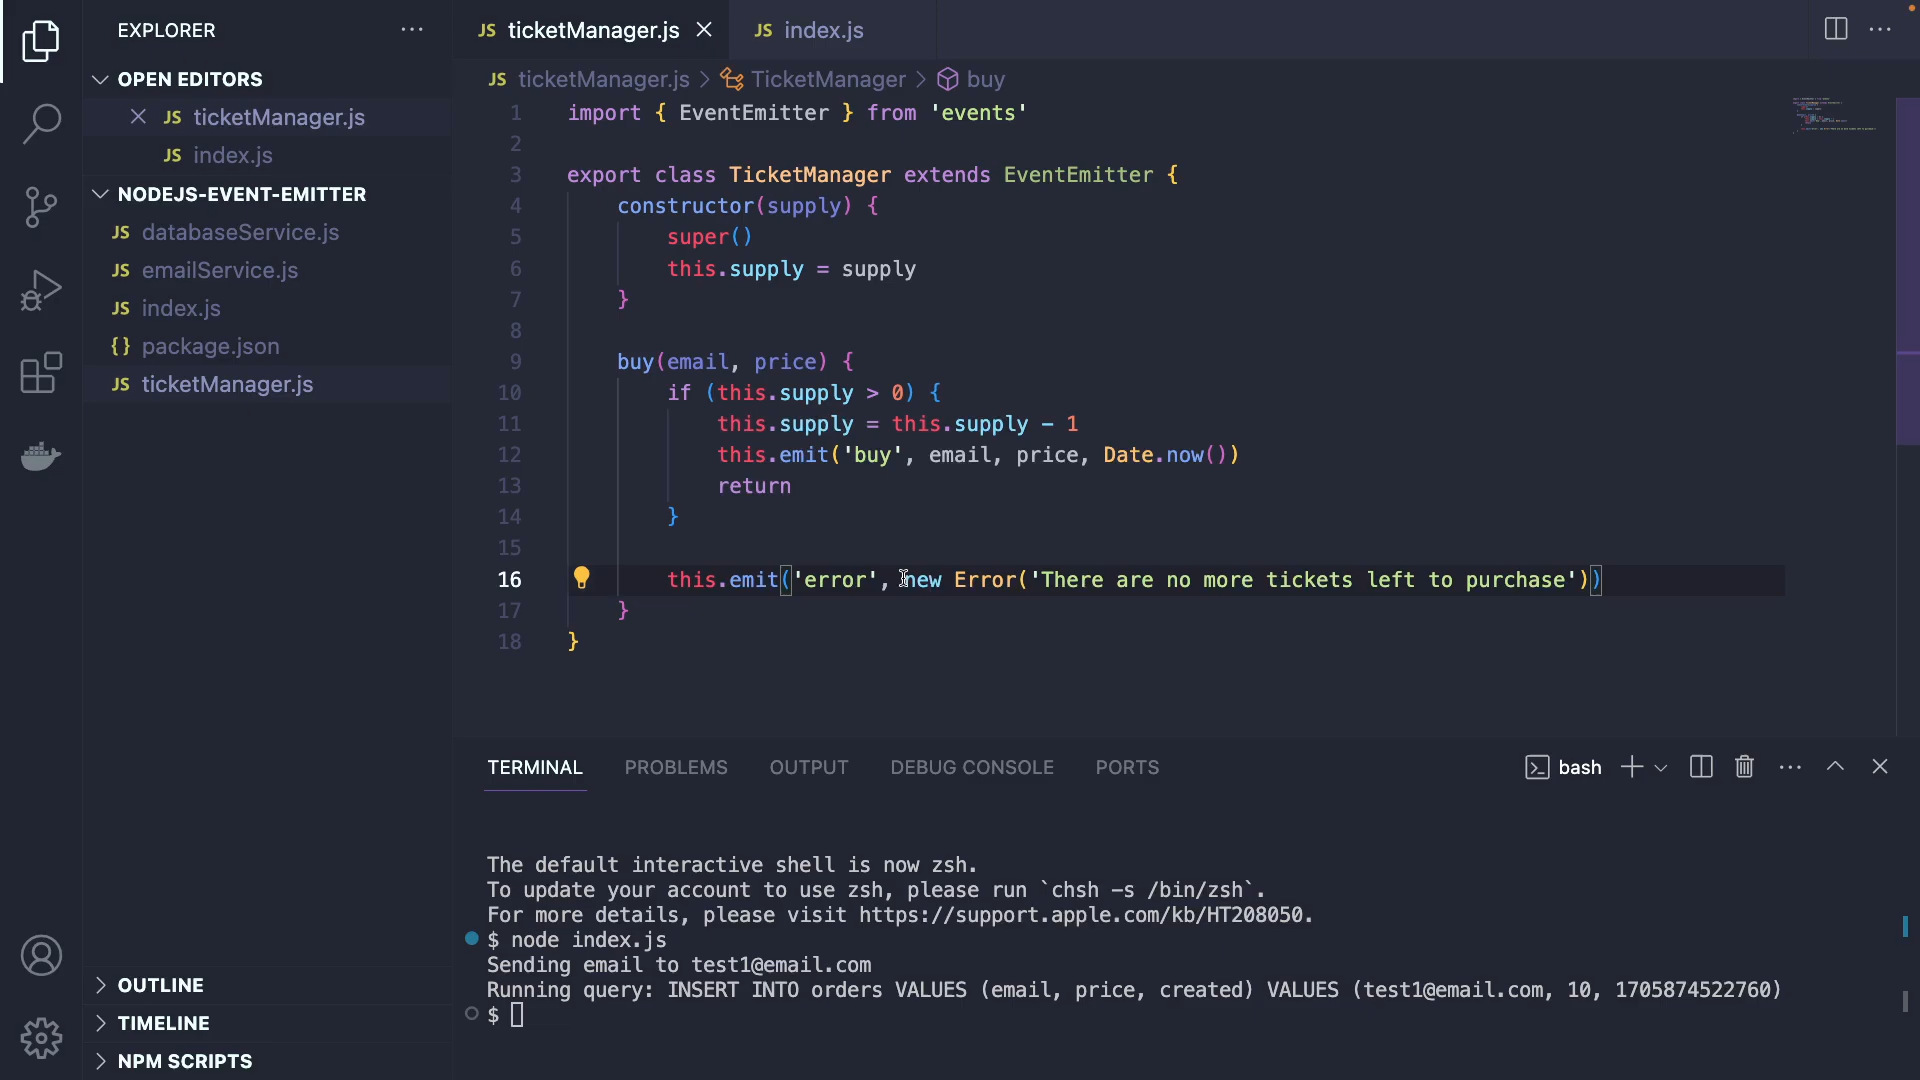 EXPLORER
OPEN EDITORS
JS ticketManager.js
JS index.js
NODEJS-EVENT-EMITTER
JS databaseService.js
JS emailService.js
JS index.js
{} package.json
JS ticketManager.js
OUTLINE
TIMELINE
NPM SCRIPTS
JS ticketManager.js
JS index.js
JS ticketManager.js > TicketManager > buy
1 import { EventEmitter } from 'events'
2
3 export class TicketManager extends EventEmitter {
4 constructor(supply) {
5 super()
6 this.supply = supply
7 }
8
9 buy(email, price) {
10 if (this.supply > 0) {
11 this.supply = this.supply - 1
12 this.emit('buy', email, price, Date.now())
13 return
14 }
15
16 this.emit('error', new Error('There are no more tickets left to purchase'))
17 }
18 }
TERMINAL PROBLEMS OUTPUT DEBUG CONSOLE PORTS
bash
The default interactive shell is now zsh.
To update your account to use zsh, please run `chsh -s /bin/zsh`.
For more details, please visit https://support.apple.com/kb/HT208050.
$ node index.js
Sending email to test1@email.com
Running query: INSERT INTO orders VALUES (email, price, created) VALUES (test1@email.com, 10, 1705874522760)
$